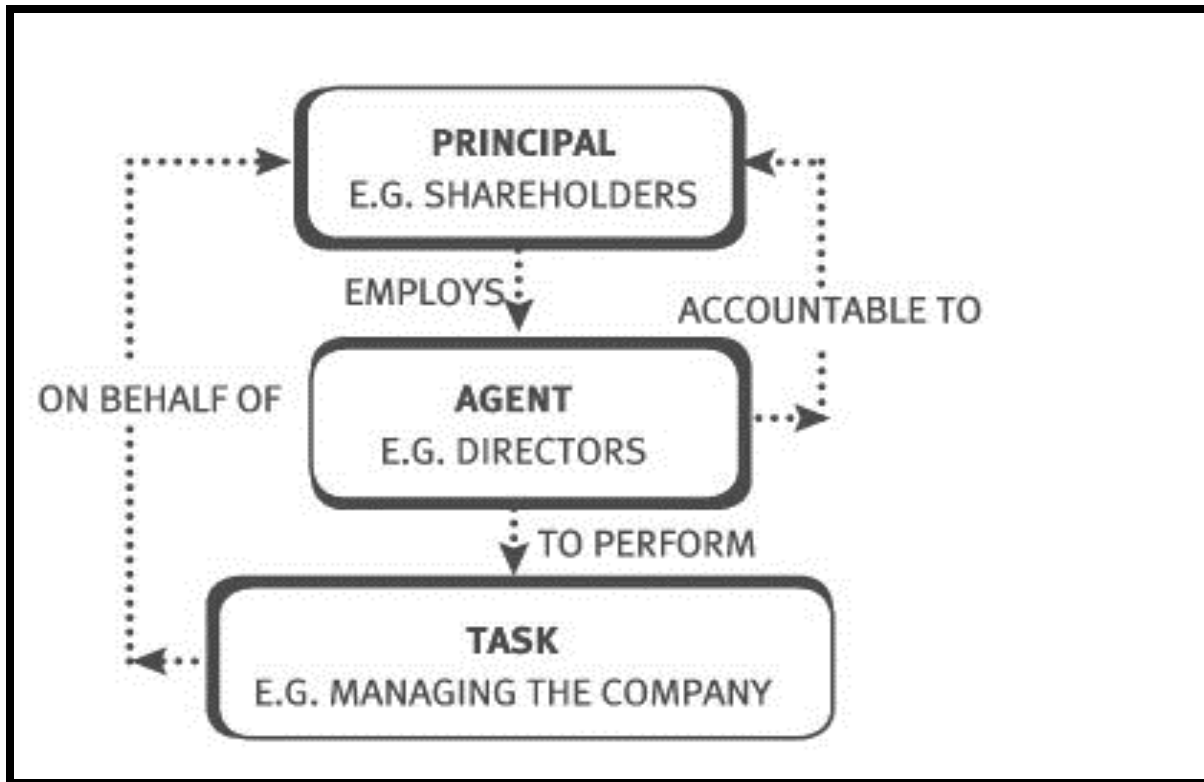 PRINCIPAL
E.G. SHAREHOLDERS
EMPLOYS
ACCOUNTABLE TO
ON BEHALF OF
AGENT
E.G. DIRECTORS
TO PERFORM
TASK
E.G. MANAGING THE COMPANY